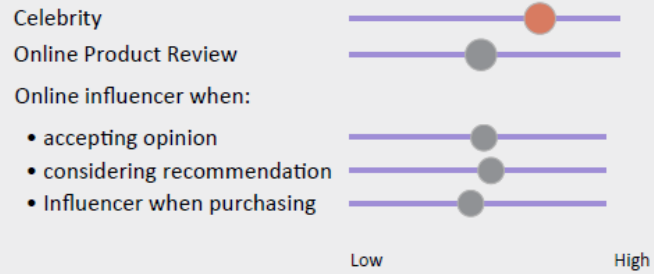 Celebrity
Online Product Review
Online influencer when:
• accepting opinion
• considering recommendation
• Influencer when purchasing
Low High